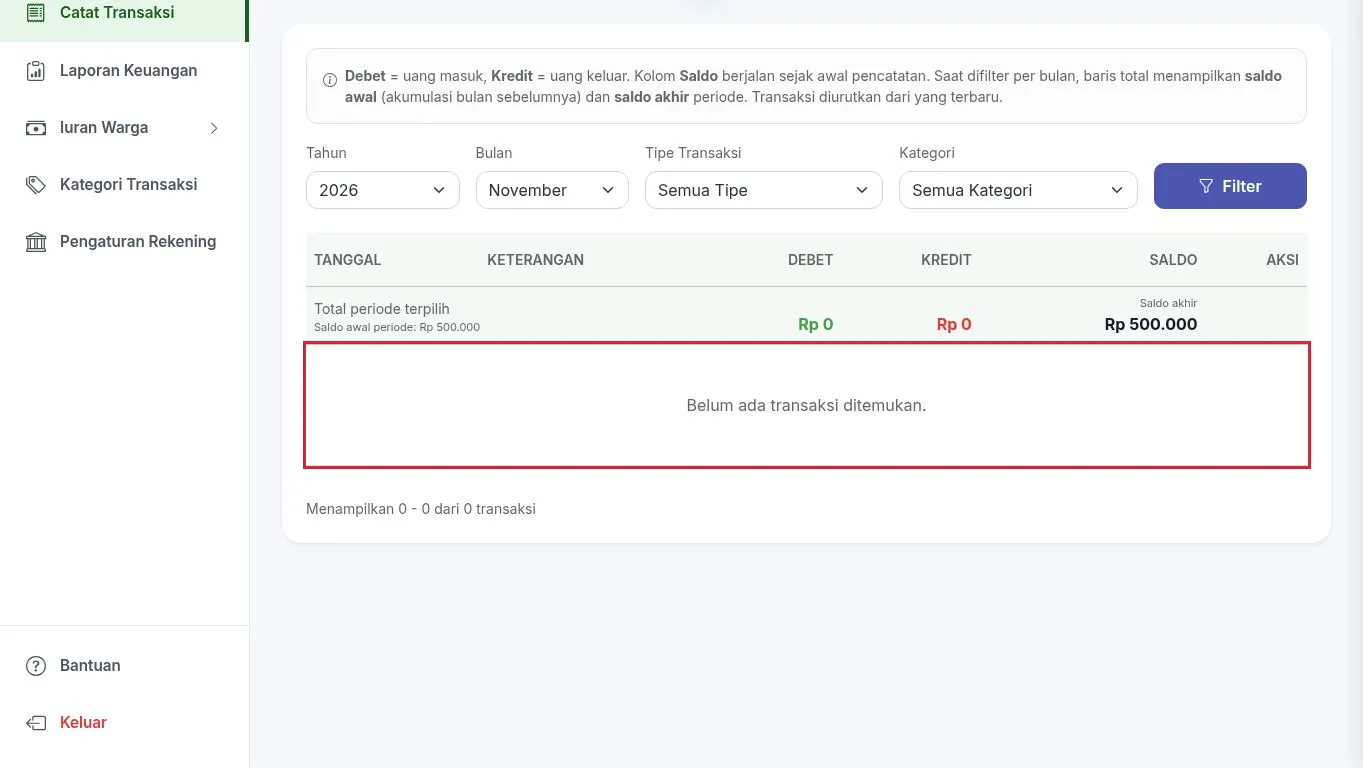 Catat Transaksi
Laporan Keuangan
Iuran Warga
Kategori Transaksi
Pengaturan Rekening
Bantuan
Keluar
Debet = uang masuk, Kredit = uang keluar. Kolom Saldo berjalan sejak awal pencatatan. Saat difilter per bulan, baris total menampilkan saldo
awal (akumulasi bulan sebelumnya) dan saldo akhir periode. Transaksi diurutkan dari yang terbaru.
Tahun Bulan Tipe Transaksi Kategori
2026 November Semua Tipe Semua Kategori Filter
TANGGAL KETERANGAN DEBET KREDIT SALDO AKSI
Total periode terpilih Saldo akhir
Saldo awal periode: Rp 500.000 Rp 0 Rp 0 Rp 500.000
Belum ada transaksi ditemukan.
Menampilkan 0 - 0 dari 0 transaksi